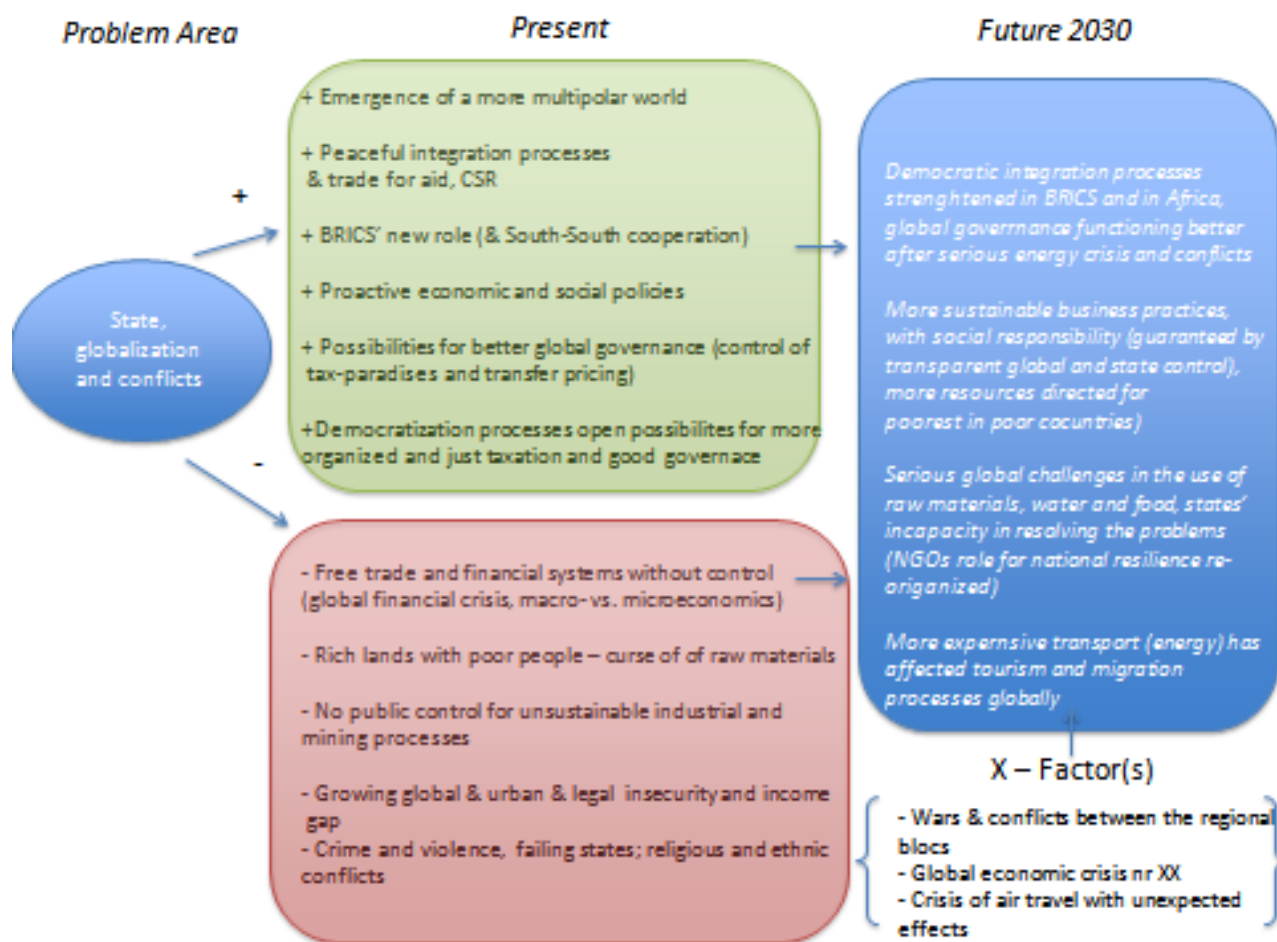 Problem Area
Present
Future 2030
+
State,
globalization
and conflicts
-
+ Emergence of a more multipolar world
+ Peaceful integration processes
& trade for aid, CSR
+ BRICS' new role (& South-South cooperation)
+ Proactive economic and social policies
+ Possibilities for better global governance (control of
tax-paradises and transfer pricing)
+Democratization processes open possibilites for more
organized and just taxation and good governace
- Free trade and financial systems without control
(global financial crisis, macro- vs. microeconomics)
- Rich lands with poor people – curse of of raw materials
- No public control for unsustainable industrial and
mining processes
- Growing global & urban & legal insecurity and income
gap
- Crime and violence, failing states; religious and ethnic
conflicts
Democratic integration processes
strenghtened in BRICS and in Africa,
global goverrnance functioning better
after serious energy crisis and conflicts
More sustainable business practices,
with social responsibility (guaranteed by
transparent global and state control),
more resources directed for
poorest in poor cocuntries)
Serious global challenges in the use of
raw materials, water and food, states'
incapacity in resolving the problems
(NGOs role for national resilience re-
origanized)
More expernsive transport (energy) has
affected tourism and migration
processes globally
X – Factor(s)
- Wars & conflicts between the regional
blocs
- Global economic crisis nr XX
- Crisis of air travel with unexpected
effects